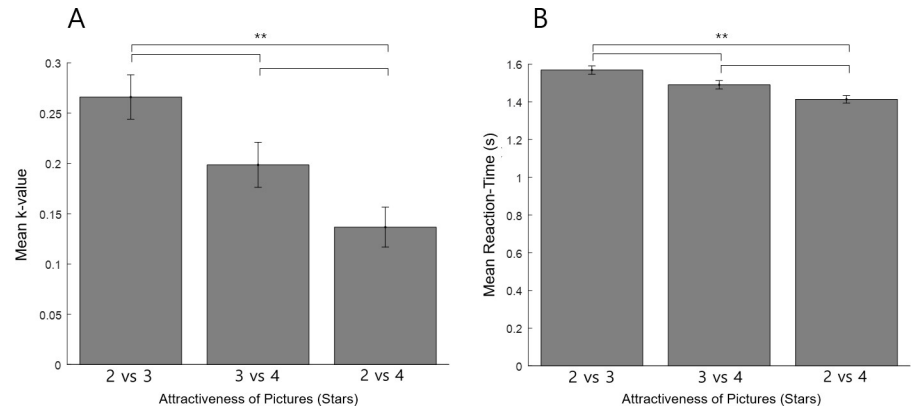 A
**
0.3
0.25
0.2
0.15
0.1
0.05
0
Mean k-value
2 vs 3 3 vs 4 2 vs 4
Attractiveness of Pictures (Stars)
B
**
1.6
1.4
1.2
1
0.8
0.6
0.4
0.2
0
Mean Reaction-Time (s)
2 vs 3 3 vs 4 2 vs 4
Attractiveness of Pictures (Stars)